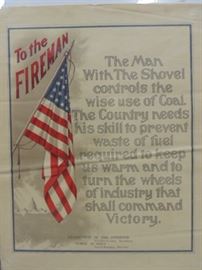 To the
FIREMAN
The Man
With The Shovel
controls the
wise use of Coal.
The Country needs
his skill to prevent
waste of fuel
required to keep
us warm and to
turn the wheels
of industry that
shall command
Victory.